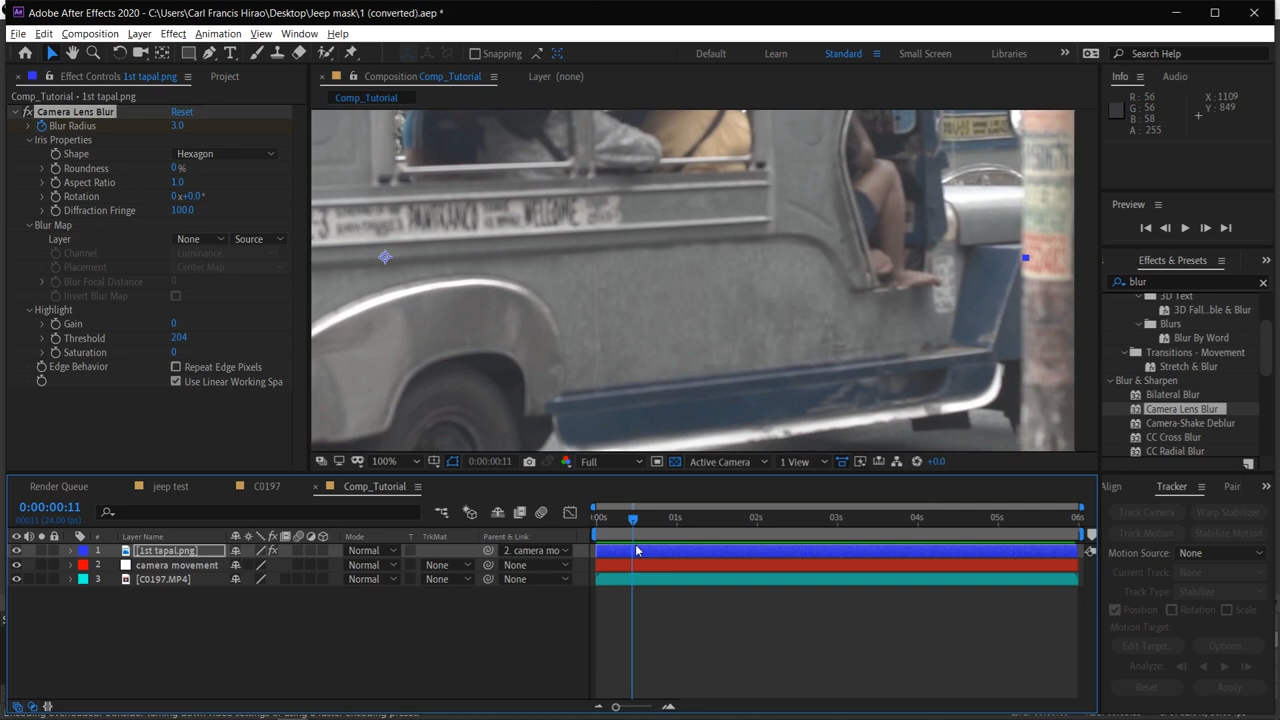 Adobe After Effects 2020 - C:\Users\Carl Francis Hirao\Desktop\Jeep mask\1 (converted).aep *
File Edit Composition Layer Effect Animation View Window Help
Snapping Default Learn Standard Small Screen Libraries Search Help
Effect Controls 1st tapal.png Project
Composition Comp_Tutorial Layer (none)
Info Audio
Comp_Tutorial • 1st tapal.png
Comp_Tutorial
R: 56 X: 1109
G: 56 Y: 849
B: 58
A: 255
fx Camera Lens Blur Reset
Blur Radius 3.0
Iris Properties
Shape Hexagon
Roundness 0 %
Aspect Ratio 1.0
Rotation 0 x+0.0°
Diffraction Fringe 100.0
Blur Map
Layer None Source
Channel Luminance
Placement Center Map
Blur Focal Distance 0
Invert Blur Map
Highlight
Gain 0
Threshold 204
Saturation 0
Edge Behavior Repeat Edge Pixels
Use Linear Working Spa
PANTRANCO WELCOME
Preview
Effects & Presets
blur
3D Text
3D Fall...ble & Blur
Blurs
Blur By Word
Transitions - Movement
Stretch & Blur
Blur & Sharpen
Bilateral Blur
Camera Lens Blur
Camera-Shake Deblur
CC Cross Blur
CC Radial Blur
100% 0:00:00:11 Full Active Camera 1 View +0.0
Render Queue jeep test C0197 Comp_Tutorial
0:00:00:11
00011 (24.00 fps)
:00s 01s 02s 03s 04s 05s 06s
# Layer Name fx Mode T TrkMat Parent & Link
1 [1st tapal.png] fx Normal 2. camera mo
2 camera movement Normal None None
3 [C0197.MP4] Normal None None
Align Tracker Pair
Track Camera Warp Stabilizer
Track Motion Stabilize Motion
Motion Source: None
Current Track: None
Track Type: Stabilize
Position Rotation Scale
Motion Target:
Edit Target... Options...
Analyze:
Reset Apply